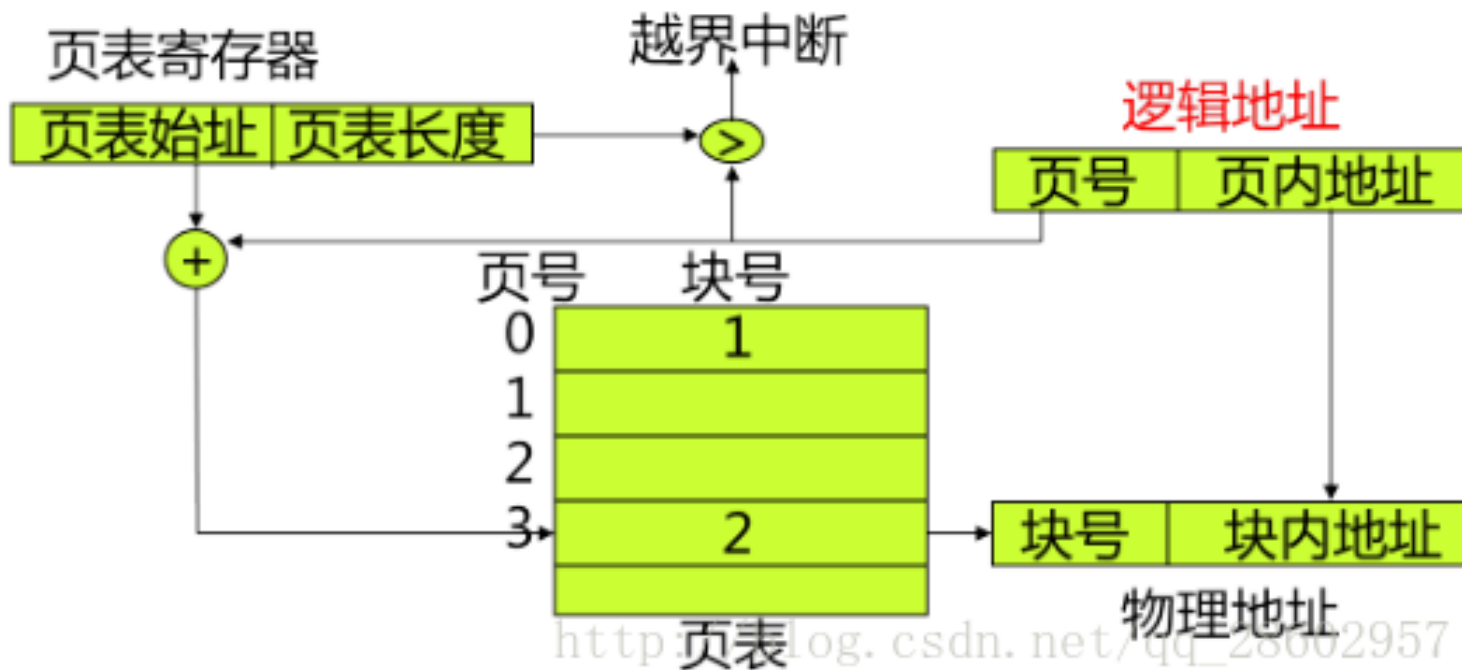 页表寄存器
越界中断
逻辑地址
页表始址 页表长度
>
页号 页内地址
+
页号 块号
0 1
1
2
3 2
块号 块内地址
物理地址
页表